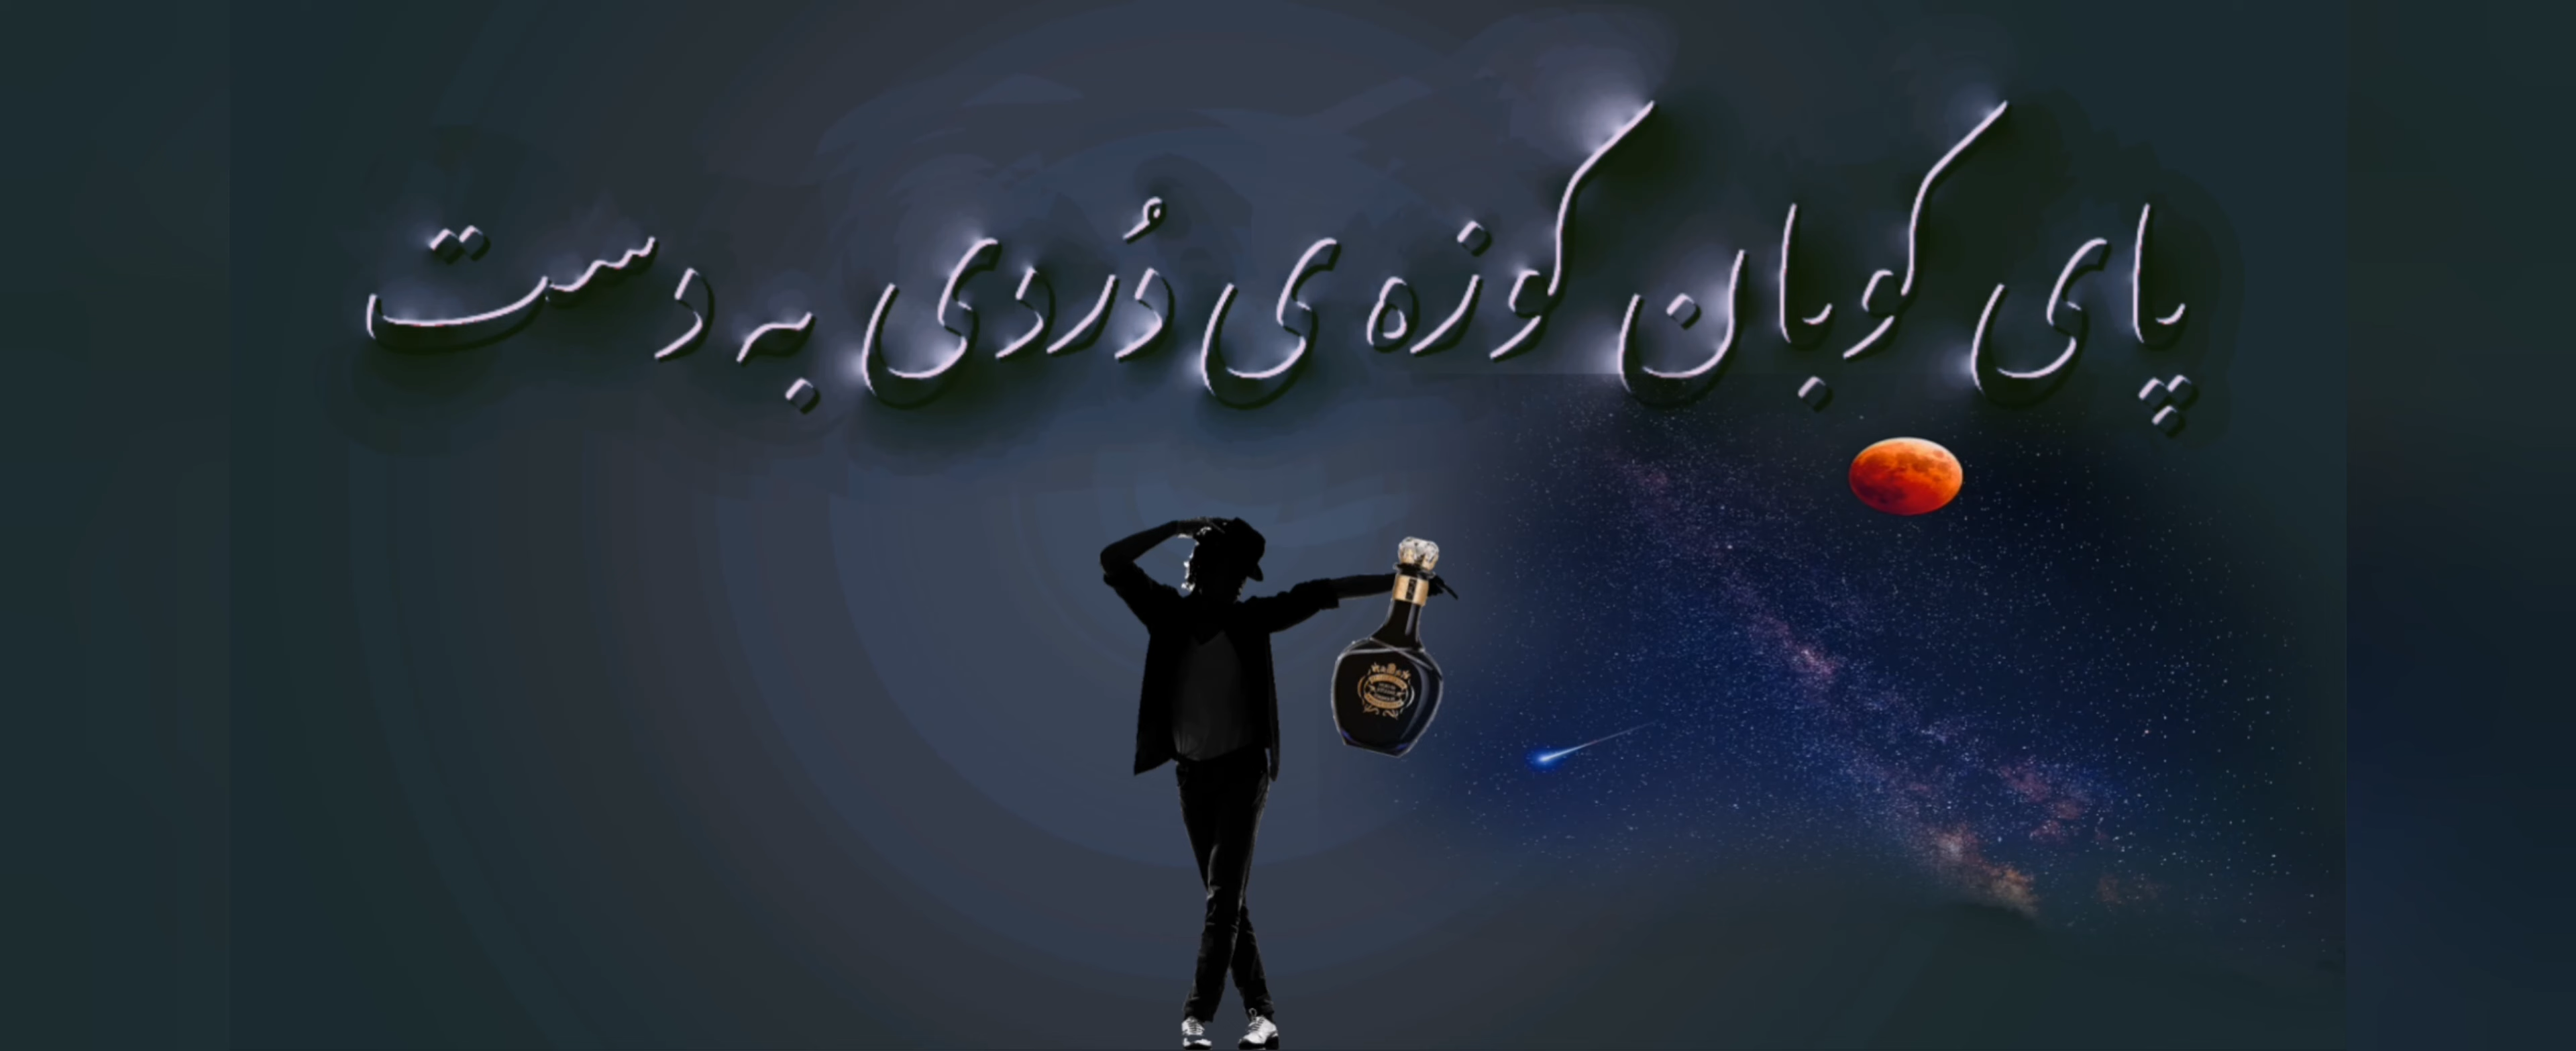 پای کوبان کوزه ی دُردی به دست